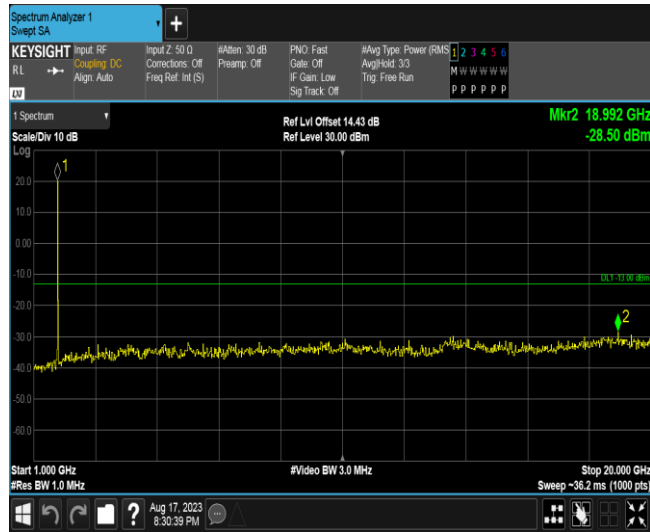 Spectrum Analyzer 1
Swept SA
+
KEYSIGHT Input: RF Input Z: 50 Ω #Atten: 30 dB PNO: Fast #Avg Type: Power (RMS 1 2 3 4 5 6
RL Coupling: DC Corrections: Off Preamp: Off Gate: Off Avg|Hold: 3/3 M W W W W W
Align: Auto Freq Ref: Int (S) IF Gain: Low Trig: Free Run
Sig Track: Off P P P P P P
LXI
1 Spectrum Ref Lvl Offset 14.43 dB Mkr2 18.992 GHz
Scale/Div 10 dB Ref Level 30.00 dBm -28.50 dBm
Log
1
20.0
10.0
0.00
-10.0
DL1 -13.00 dBm
-20.0
2
-30.0
-40.0
-50.0
-60.0
Start 1.000 GHz #Video BW 3.0 MHz Stop 20.000 GHz
#Res BW 1.0 MHz Sweep ~36.2 ms (1000 pts)
? Aug 17, 2023
8:30:39 PM